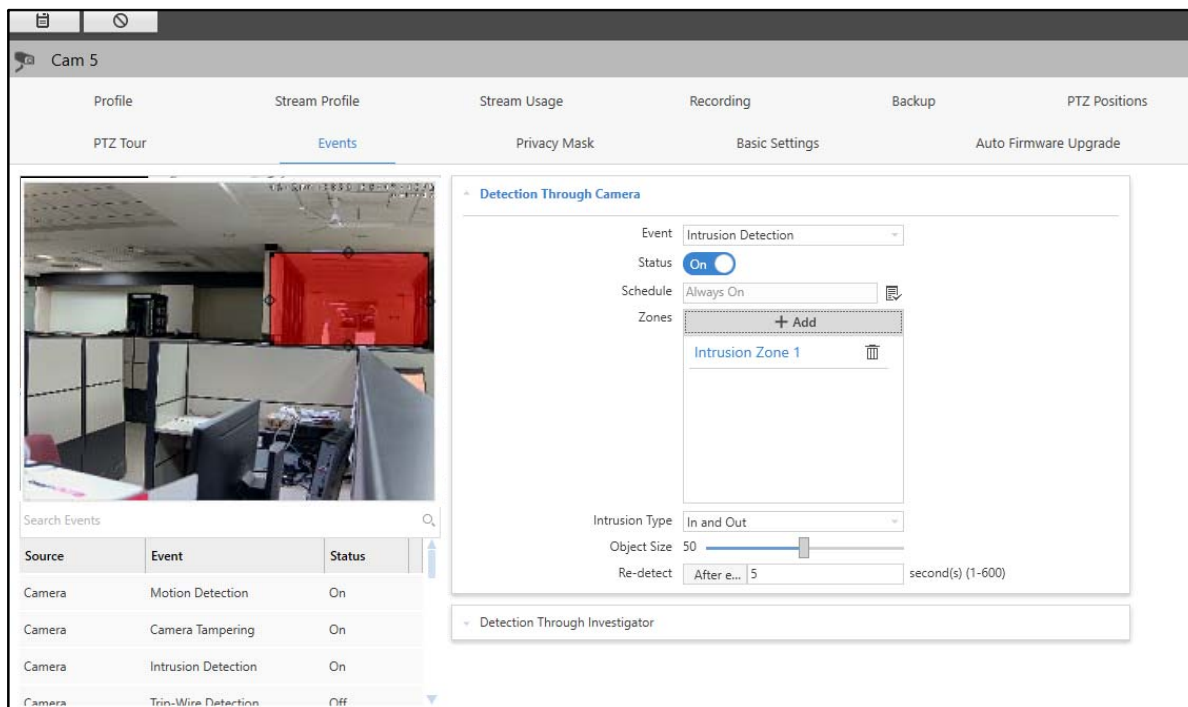 Cam 5
Profile Stream Profile Stream Usage Recording Backup PTZ Positions
PTZ Tour Events Privacy Mask Basic Settings Auto Firmware Upgrade
Detection Through Camera
Event Intrusion Detection
Status On
Schedule Always On
Zones + Add
Intrusion Zone 1
Intrusion Type In and Out
Object Size 50
Re-detect After e... 5 second(s) (1-600)
Detection Through Investigator
Search Events
Source Event Status
Camera Motion Detection On
Camera Camera Tampering On
Camera Intrusion Detection On
Camera Trip-Wire Detection Off